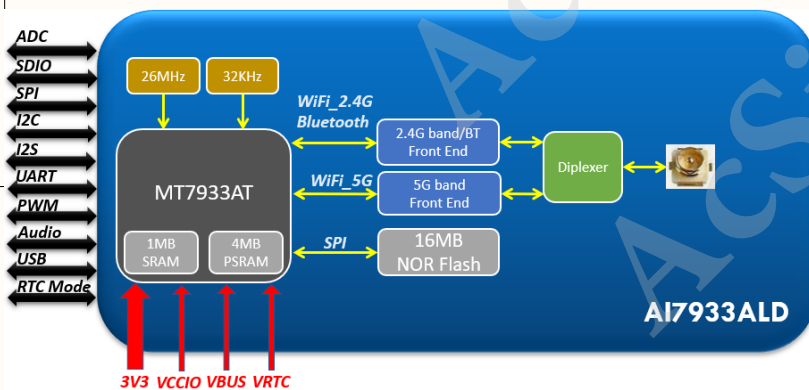 ADC
SDIO
SPI
I2C
I2S
UART
PWM
Audio
USB
RTC Mode
26MHz
32KHz
MT7933AT
1MB
SRAM
4MB
PSRAM
WiFi_2.4G
Bluetooth
WiFi_5G
SPI
2.4G band/BT
Front End
5G band
Front End
16MB
NOR Flash
Diplexer
AI7933ALD
3V3
VCCIO
VBUS
VRTC